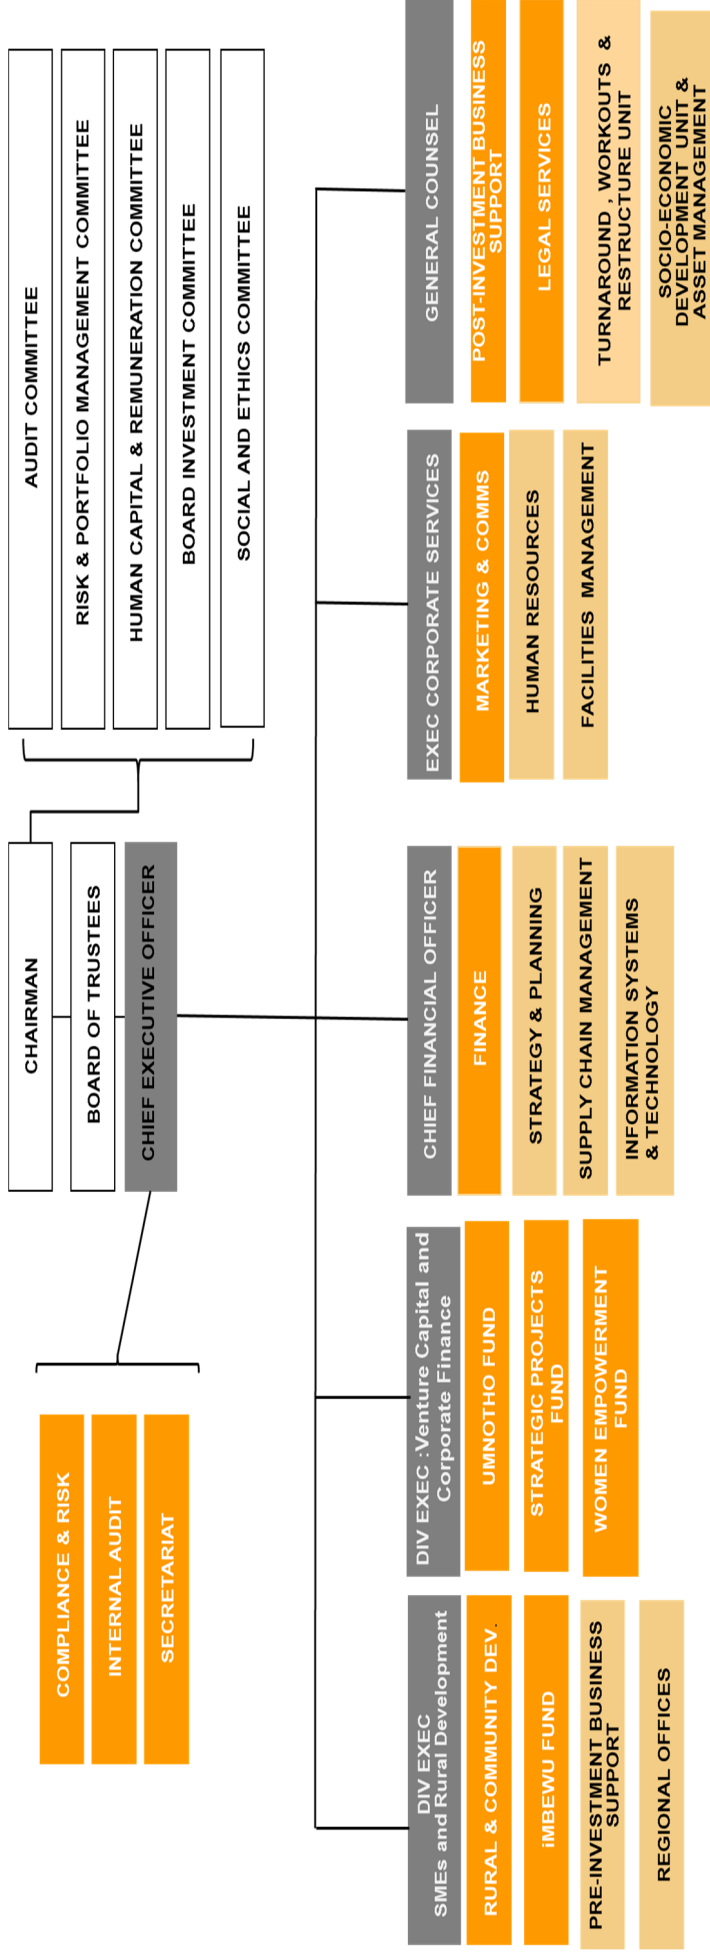 CHAIRMAN
BOARD OF TRUSTEES
CHIEF EXECUTIVE OFFICER
AUDIT COMMITTEE
RISK & PORTFOLIO MANAGEMENT COMMITTEE
HUMAN CAPITAL & REMUNERATION COMMITTEE
BOARD INVESTMENT COMMITTEE
SOCIAL AND ETHICS COMMITTEE
COMPLIANCE & RISK
INTERNAL AUDIT
SECRETARIAT
DIV EXEC
SMEs and Rural Development
RURAL & COMMUNITY DEV.
iMBEWU FUND
PRE-INVESTMENT BUSINESS
SUPPORT
REGIONAL OFFICES
DIV EXEC :Venture Capital and
Corporate Finance
UMNOTHO FUND
STRATEGIC PROJECTS
FUND
WOMEN EMPOWERMENT
FUND
CHIEF FINANCIAL OFFICER
FINANCE
STRATEGY & PLANNING
SUPPLY CHAIN MANAGEMENT
INFORMATION SYSTEMS
& TECHNOLOGY
EXEC CORPORATE SERVICES
MARKETING & COMMS
HUMAN RESOURCES
FACILITIES MANAGEMENT
GENERAL COUNSEL
POST-INVESTMENT BUSINESS
SUPPORT
LEGAL SERVICES
TURNAROUND , WORKOUTS &
RESTRUCTURE UNIT
SOCIO-ECONOMIC
DEVELOPMENT UNIT &
ASSET MANAGEMENT